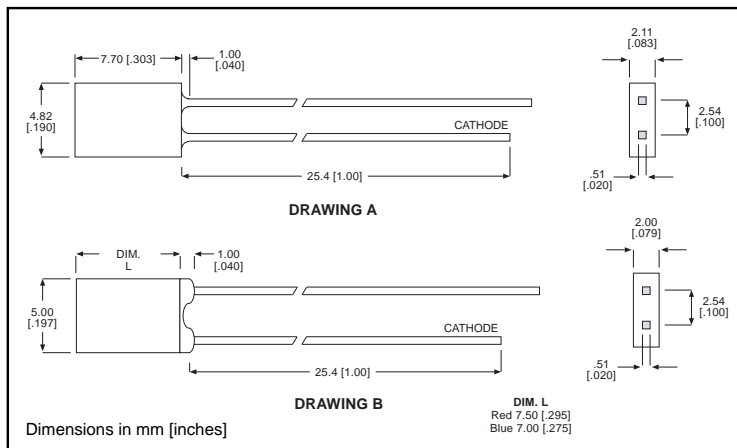 7.70 [.303]
1.00
[.040]
2.11
[.083]
4.82
[.190]
CATHODE
2.54
[.100]
25.4 [1.00]
.51
[.020]
DRAWING A
DIM.
L
1.00
[.040]
2.00
[.079]
5.00
[.197]
CATHODE
2.54
[.100]
25.4 [1.00]
.51
[.020]
DRAWING B
DIM. L
Red 7.50 [.295]
Blue 7.00 [.275]
Dimensions in mm [inches]